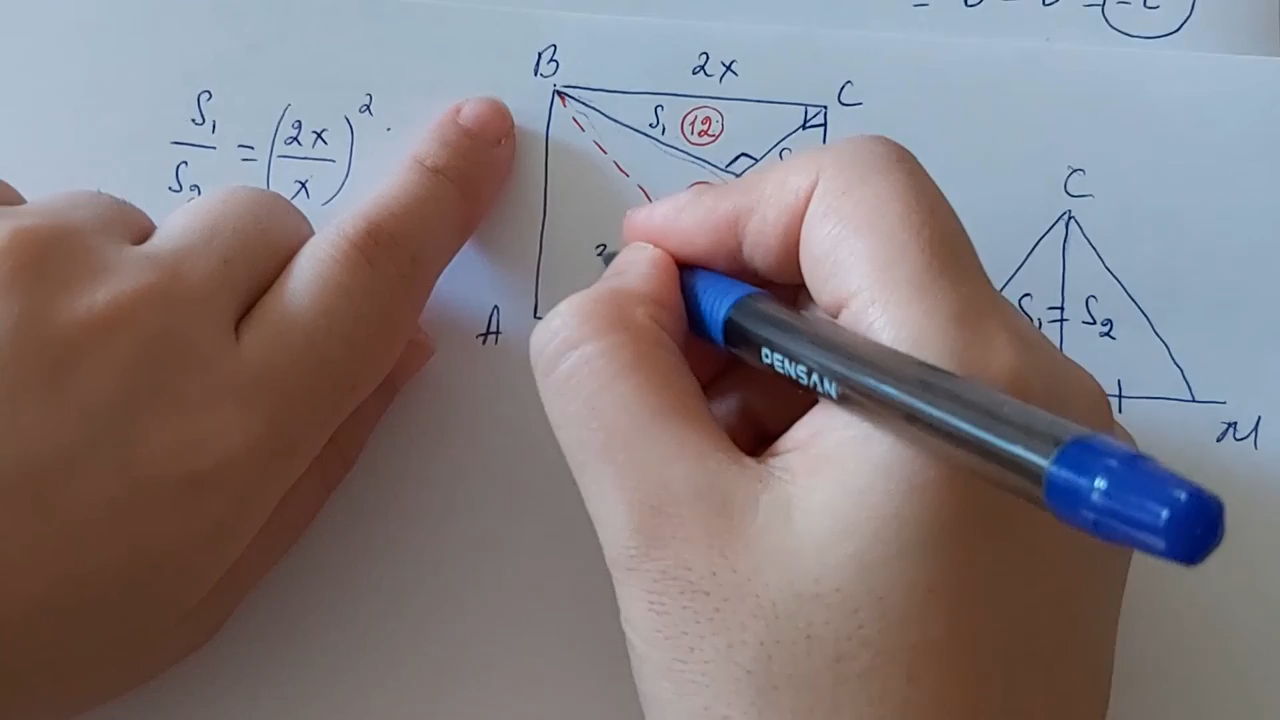 B 2x C
S₁ 12
S₁/S₂ = (2x/x)².
A
C
S₁ = S₂
M
PENSAN